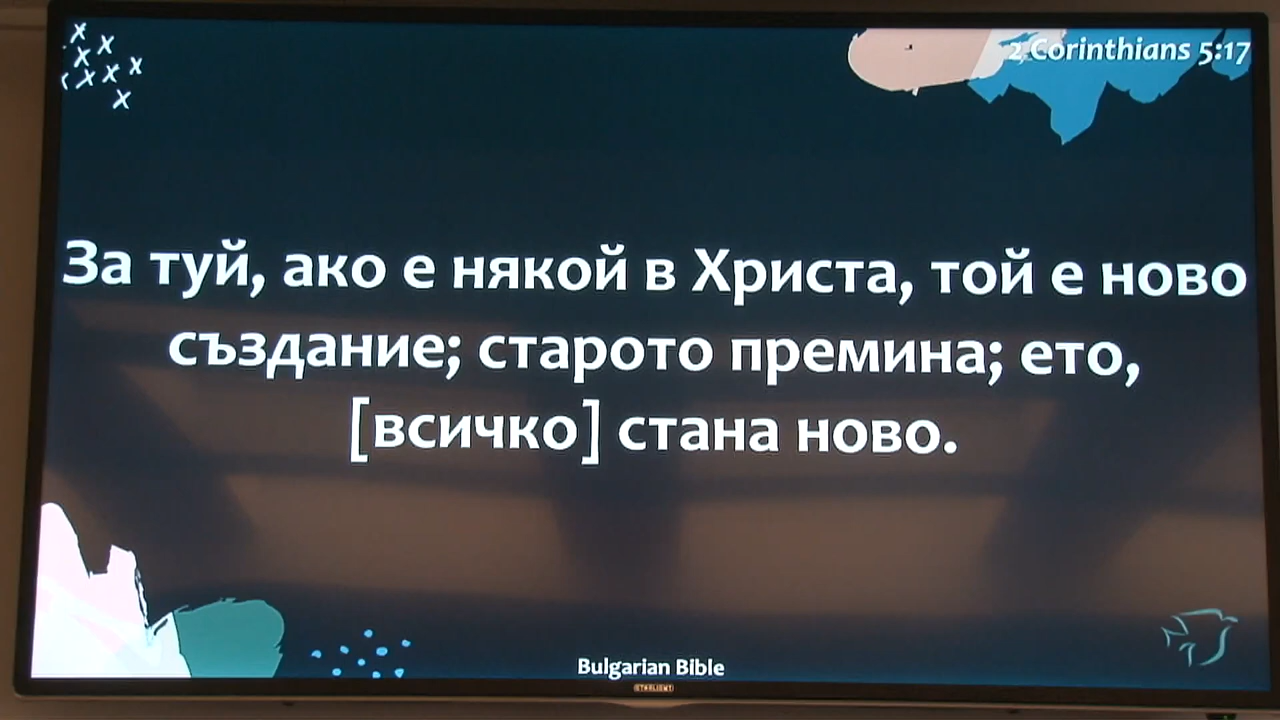 2 Corinthians 5:17
За туй, ако е някой в Христа, той е ново
създание; старото премина; ето,
[всичко] стана ново.
Bulgarian Bible
STARLIGHT